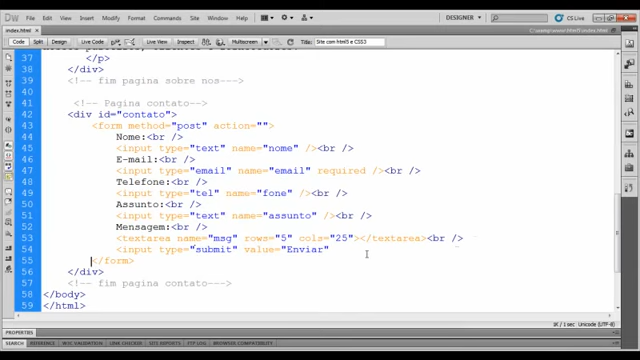 DW File Edit View Insert Modify Format Commands Site Window Help DESIGNER CS Live
index.html
Code Split Design Live Code Live View Inspect Multiscreen Title: Site com html5 e CSS3
37 </p>
38 </div>
39 <!-- fim pagina sobre nos--->
40
41 <!-- Pagina contato-->
42 <div id="contato">
43 <form method="post" action="">
44 Nome:<br />
45 <input type="text" name="nome" /><br />
46 E-mail:<br />
47 <input type="email" name="email" required /><br />
48 Telefone:<br />
49 <input type="tel" name="fone" /><br />
50 Assunto:<br />
51 <input type="text" name="assunto" /><br />
52 Mensagem:<br />
53 <textarea name="msg" rows="5" cols="25"></textarea><br />
54 <input type="submit" value="Enviar"
55 </form>
56 </div>
57 <!-- fim pagina contato--->
58 </body>
59 </html>
1K / 1 sec Unicode (UTF-8)
PROPERTIES
SEARCH REFERENCE W3C VALIDATION LINK CHECKER SITE REPORTS FTP LOG BROWSER COMPATIBILITY